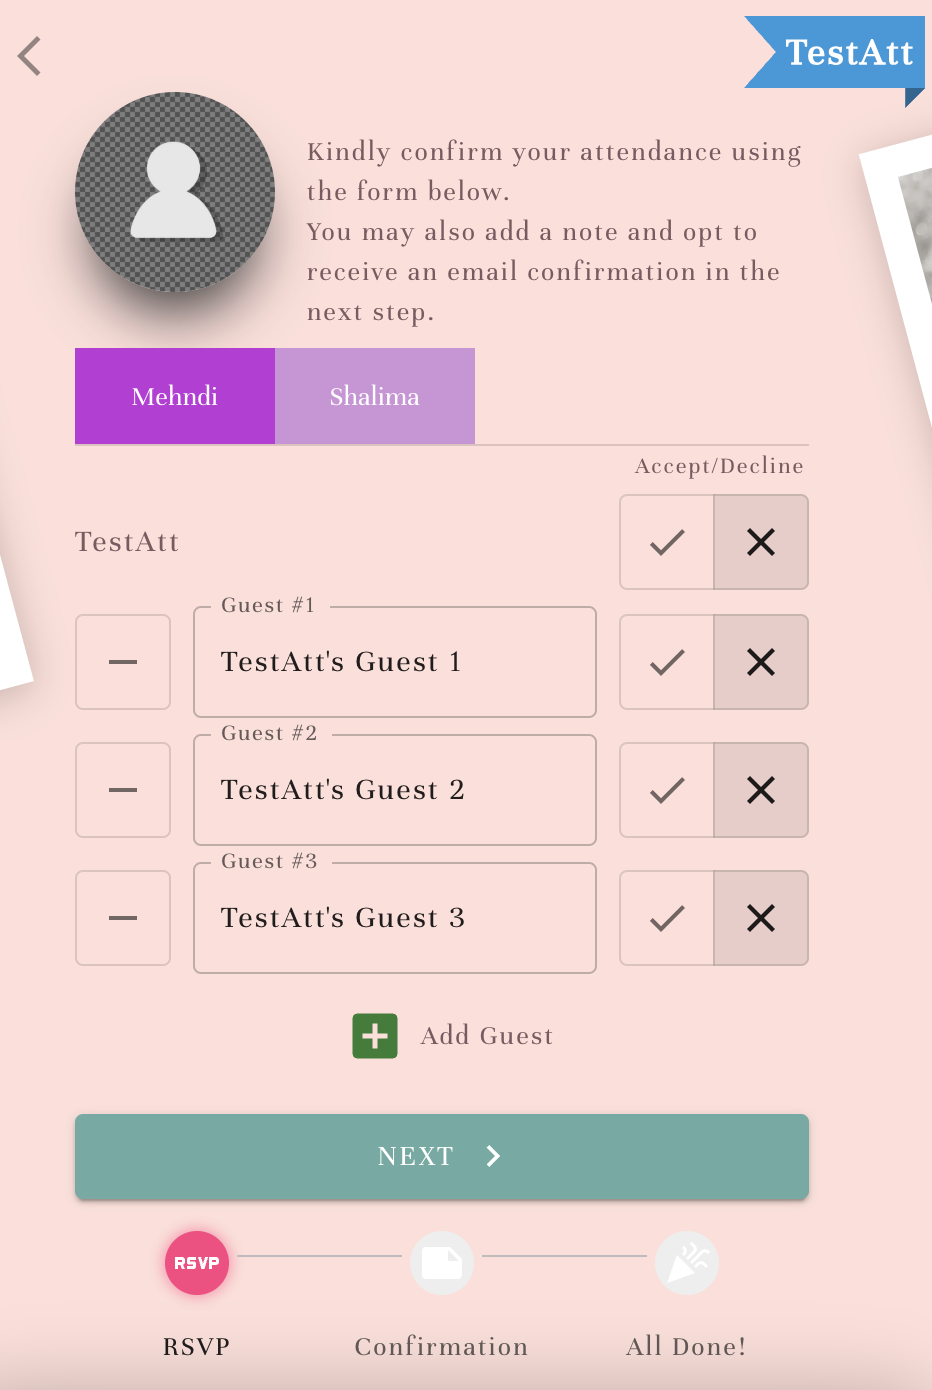 TestAtt
Kindly confirm your attendance using
the form below.
You may also add a note and opt to
receive an email confirmation in the
next step.
Mehndi
Shalima
Accept/Decline
TestAtt
Guest #1
TestAtt's Guest 1
Guest #2
TestAtt's Guest 2
Guest #3
TestAtt's Guest 3
Add Guest
NEXT
RSVP
RSVP
Confirmation
All Done!